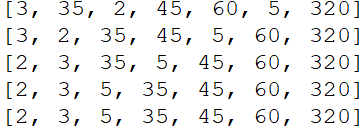 [3, 35, 2, 45, 60, 5, 320]
[3, 2, 35, 45, 5, 60, 320]
[2, 3, 35, 5, 45, 60, 320]
[2, 3, 5, 35, 45, 60, 320]
[2, 3, 5, 35, 45, 60, 320]